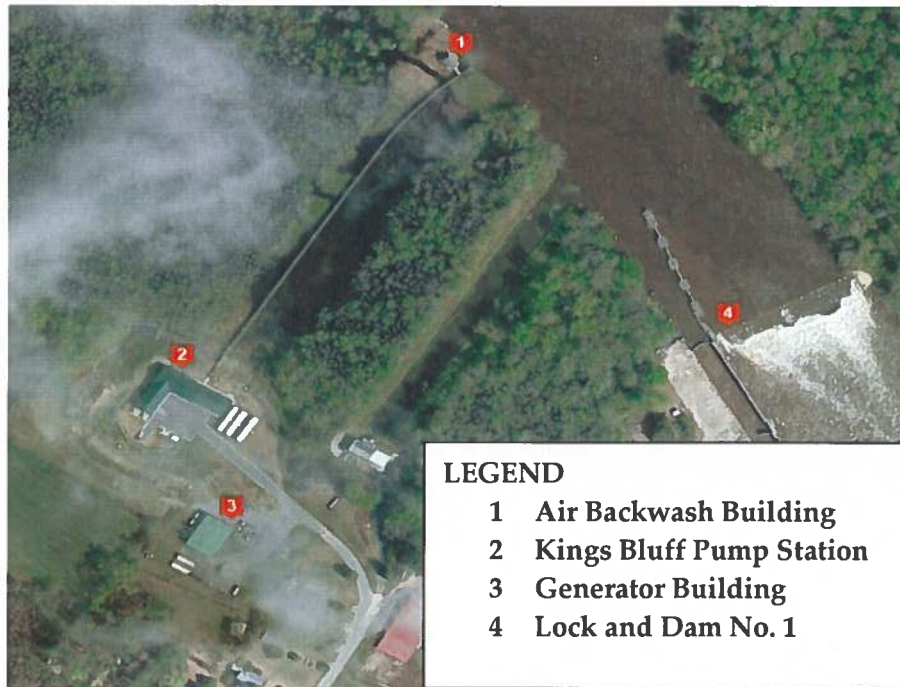 1
2
4
3
LEGEND
1 Air Backwash Building
2 Kings Bluff Pump Station
3 Generator Building
4 Lock and Dam No. 1